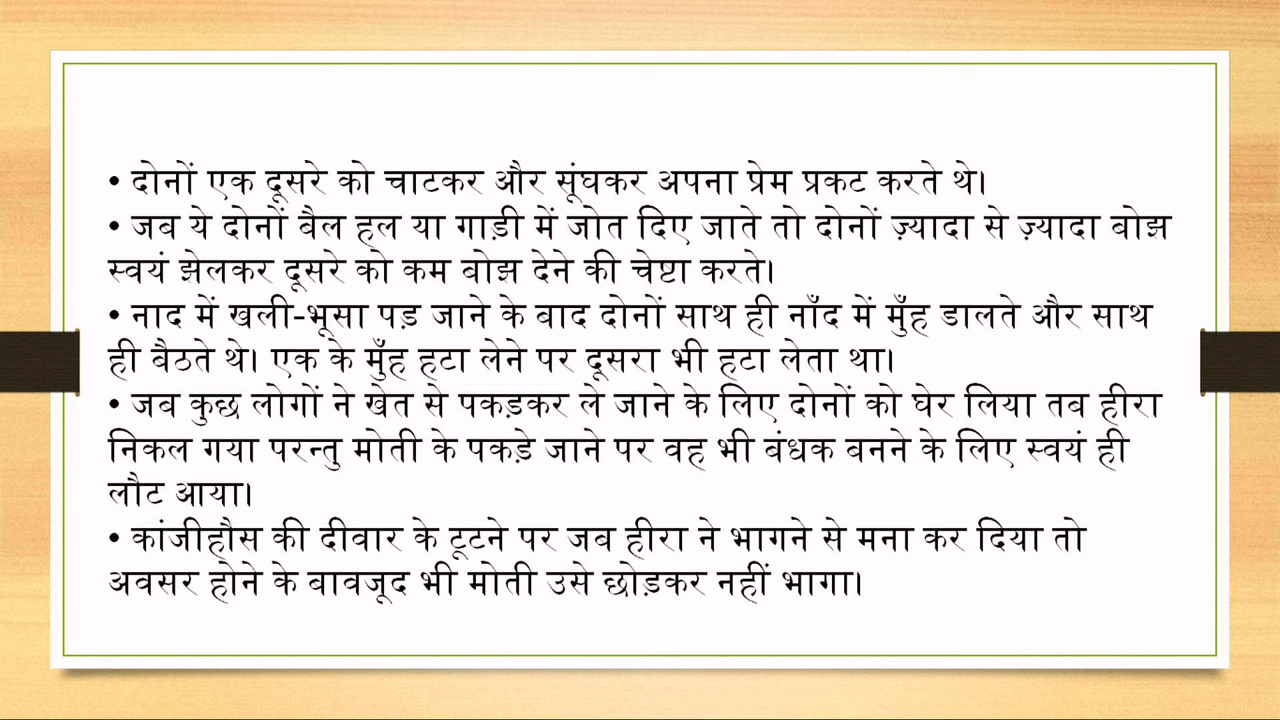 • दोनों एक दूसरे को चाटकर और सूंघकर अपना प्रेम प्रकट करते थे।
• जब ये दोनों बैल हल या गाड़ी में जोत दिए जाते तो दोनों ज़्यादा से ज़्यादा बोझ
स्वयं झेलकर दूसरे को कम बोझ देने की चेष्टा करते।
• नाद में खली-भूसा पड़ जाने के बाद दोनों साथ ही नाँद में मुँह डालते और साथ
ही बैठते थे। एक के मुँह हटा लेने पर दूसरा भी हटा लेता था।
• जब कुछ लोगों ने खेत से पकड़कर ले जाने के लिए दोनों को घेर लिया तब हीरा
निकल गया परन्तु मोती के पकड़े जाने पर वह भी बंधक बनने के लिए स्वयं ही
लौट आया।
• कांजीहौस की दीवार के टूटने पर जब हीरा ने भागने से मना कर दिया तो
अवसर होने के बावजूद भी मोती उसे छोड़कर नहीं भागा।